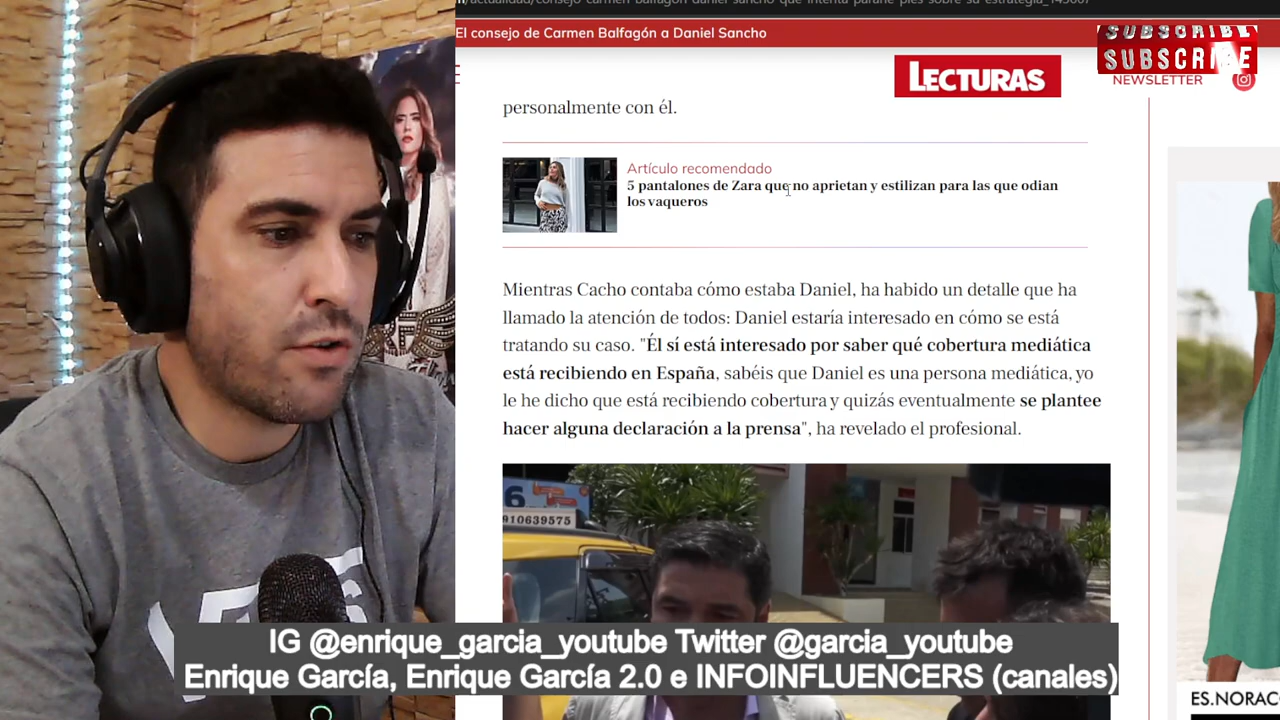 El consejo de Carmen Balfagón a Daniel Sancho
SUBSCRIBE
SUBSCRIBE
LECTURAS
NEWSLETTER
personalmente con él.
Artículo recomendado
5 pantalones de Zara que no aprietan y estilizan para las que odian
los vaqueros
Mientras Cacho contaba cómo estaba Daniel, ha habido un detalle que ha
llamado la atención de todos: Daniel estaría interesado en cómo se está
tratando su caso. "Él sí está interesado por saber qué cobertura mediática
está recibiendo en España, sabéis que Daniel es una persona mediática, yo
le he dicho que está recibiendo cobertura y quizás eventualmente se plantee
hacer alguna declaración a la prensa", ha revelado el profesional.
6
910639575
IG @enrique_garcia_youtube Twitter @garcia_youtube
Enrique García, Enrique García 2.0 e INFOINFLUENCERS (canales)
ES.NORAC